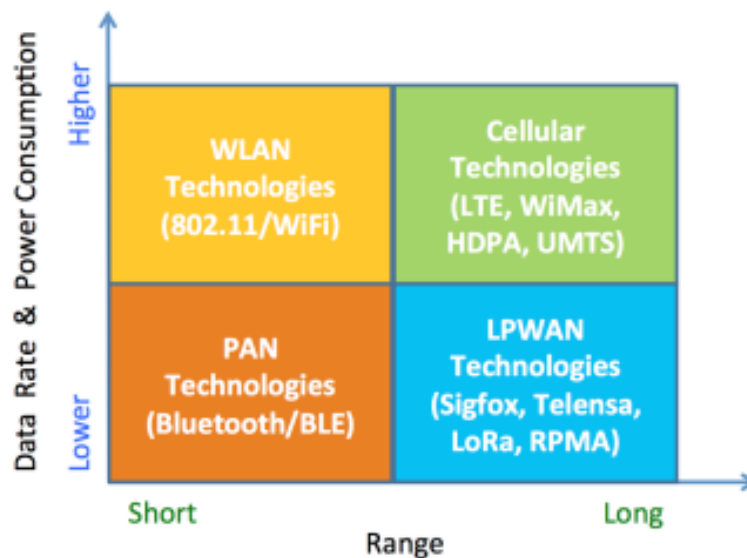 Data Rate & Power Consumption
Higher
Lower
WLAN
Technologies
(802.11/WiFi)
Cellular
Technologies
(LTE, WiMax,
HDPA, UMTS)
PAN
Technologies
(Bluetooth/BLE)
LPWAN
Technologies
(Sigfox, Telensa,
LoRa, RPMA)
Short
Long
Range